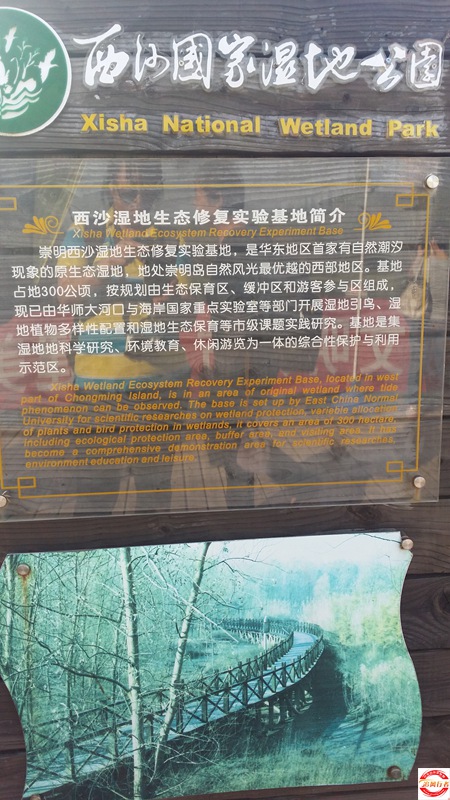 西沙国家湿地公园
Xisha National Wetland Park
西沙湿地生态修复实验基地简介
Xisha Wetland Ecosystem Recovery Experiment Base
崇明西沙湿地生态修复实验基地，是华东地区首家有自然潮汐
现象的原生态湿地，地处崇明岛自然风光最优越的西部地区。基地
占地300公顷，按规划由生态保育区、缓冲区和游客参与区组成，
现已由华师大河口与海岸国家重点实验室等部门开展湿地引鸟、湿
地植物多样性配置和湿地生态保育等市级课题实践研究。基地是集
湿地地科学研究、环境教育、休闲游览为一体的综合性保护与利用
示范区。
Xisha Wetland Ecosystem Recovery Experiment Base, located in west
part of Chongming Island, is in an area of original wetland where tide
phenomenon can be observed. The base is set up by East China Normal
University for scientific researches on wetland protection, veriebie allocation
of plants and bird protection in wetlands, it covers an area of 300 hectare,
including ecological protection area, buffer area, and visiting area. It has
become a comprehensive demonstration area for scientific researches,
environment education and leisure.